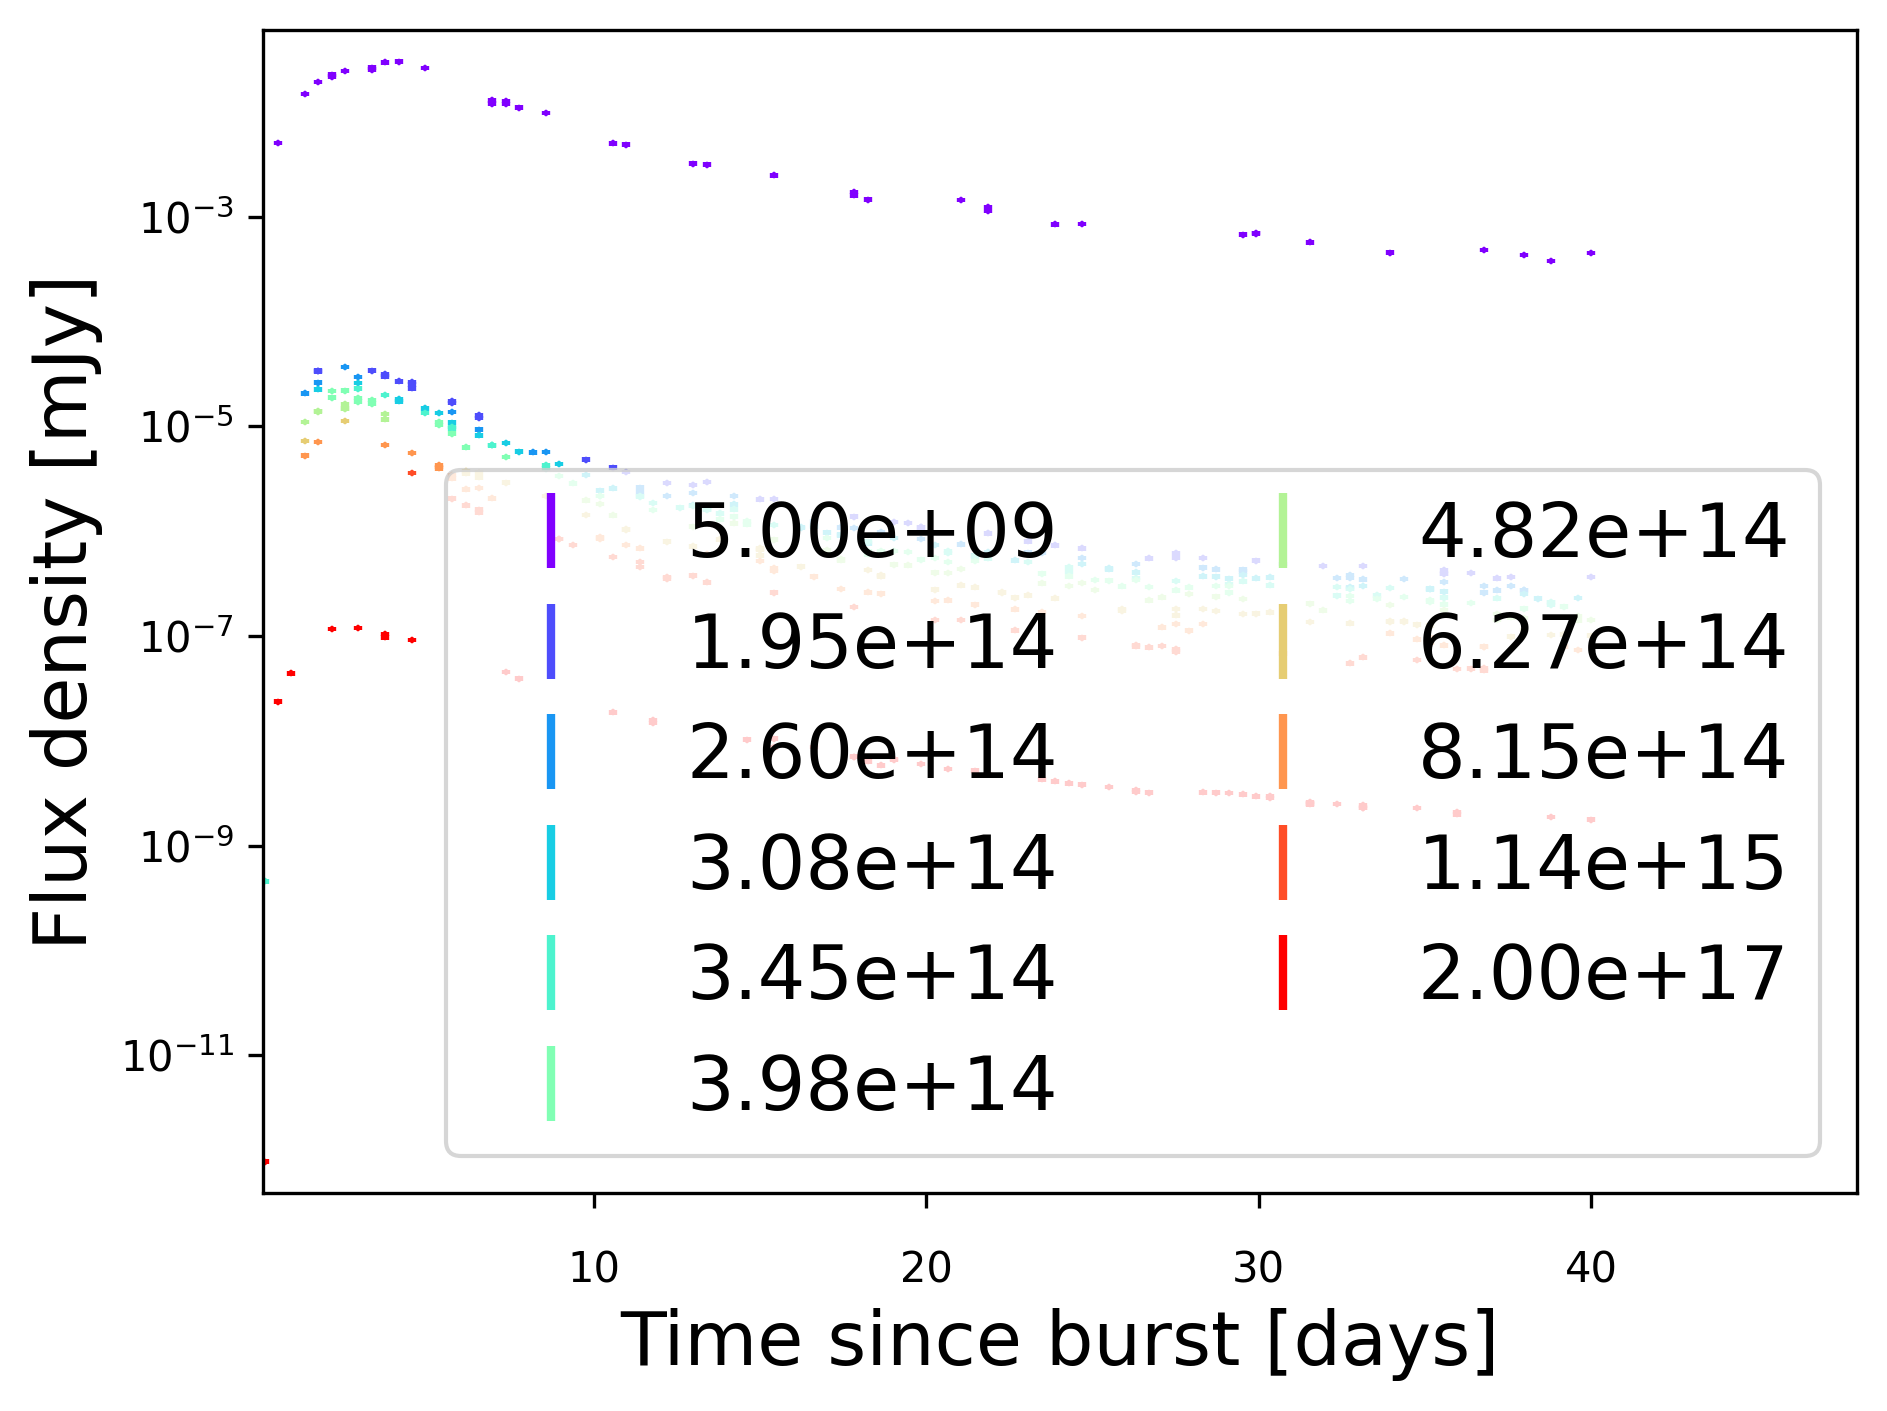 Flux density [mJy]
10⁻³
10⁻⁵
10⁻⁷
10⁻⁹
10⁻¹¹
5.00e+09
1.95e+14
2.60e+14
3.08e+14
3.45e+14
3.98e+14
4.82e+14
6.27e+14
8.15e+14
1.14e+15
2.00e+17
10 20 30 40
Time since burst [days]